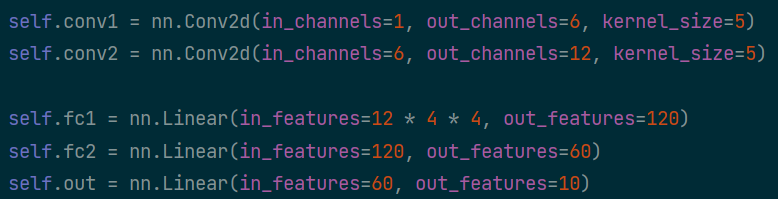 self.conv1 = nn.Conv2d(in_channels=1, out_channels=6, kernel_size=5)
self.conv2 = nn.Conv2d(in_channels=6, out_channels=12, kernel_size=5)
self.fc1 = nn.Linear(in_features=12 * 4 * 4, out_features=120)
self.fc2 = nn.Linear(in_features=120, out_features=60)
self.out = nn.Linear(in_features=60, out_features=10)